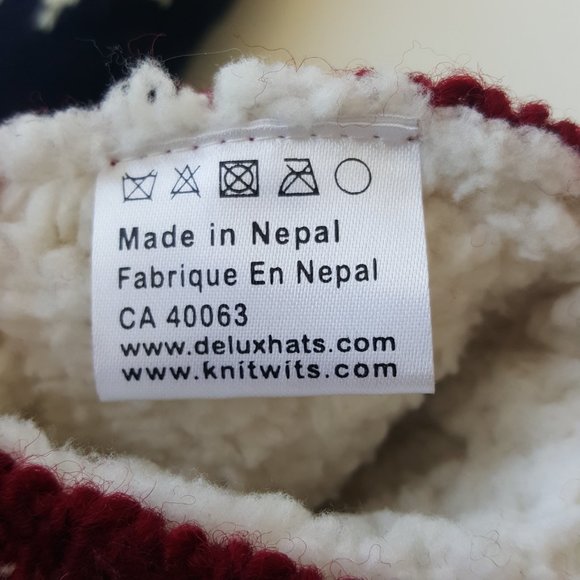 Made in Nepal
Fabrique En Nepal
CA 40063
www.deluxhats.com
www.knitwits.com